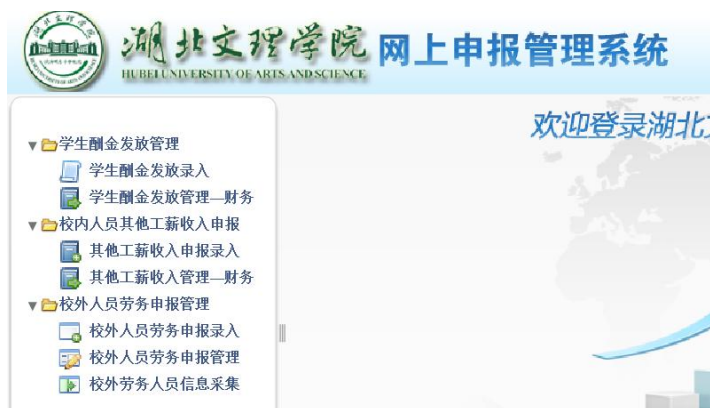 湖北文理学院 网上申报管理系统
HUBEI UNIVERSITY OF ARTS AND SCIENCE
欢迎登录湖北
学生酬金发放管理
学生酬金发放录入
学生酬金发放管理—财务
校内人员其他工薪收入申报
其他工薪收入申报录入
其他工薪收入管理—财务
校外人员劳务申报管理
校外人员劳务申报录入
校外人员劳务申报管理
校外劳务人员信息采集